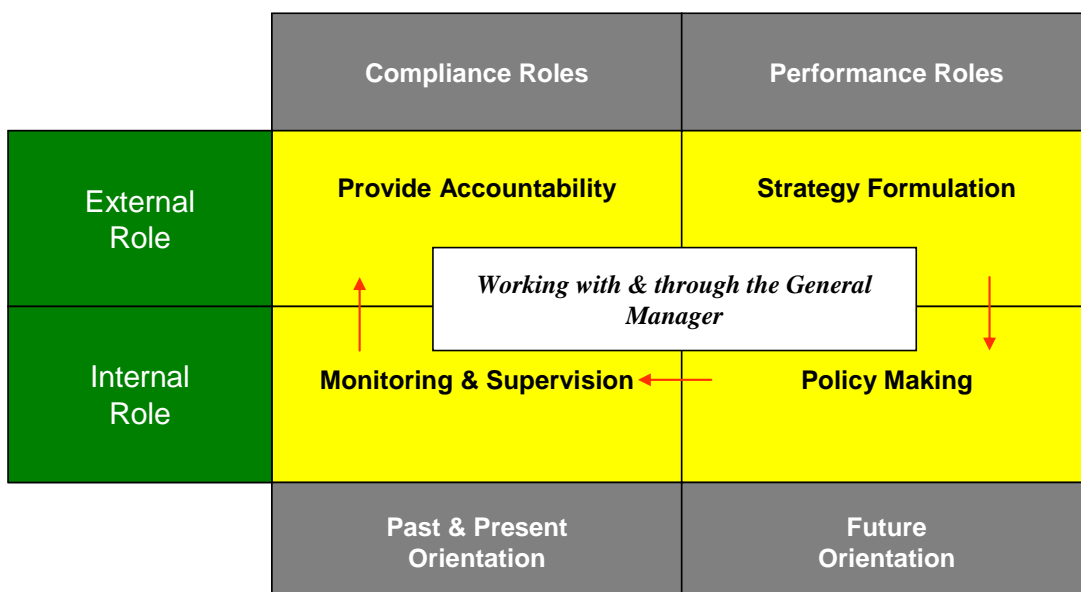 Compliance Roles
Performance Roles
External
Role
Provide Accountability
Strategy Formulation
Working with & through the General
Manager
Internal
Role
Monitoring & Supervision
Policy Making
Past & Present
Orientation
Future
Orientation